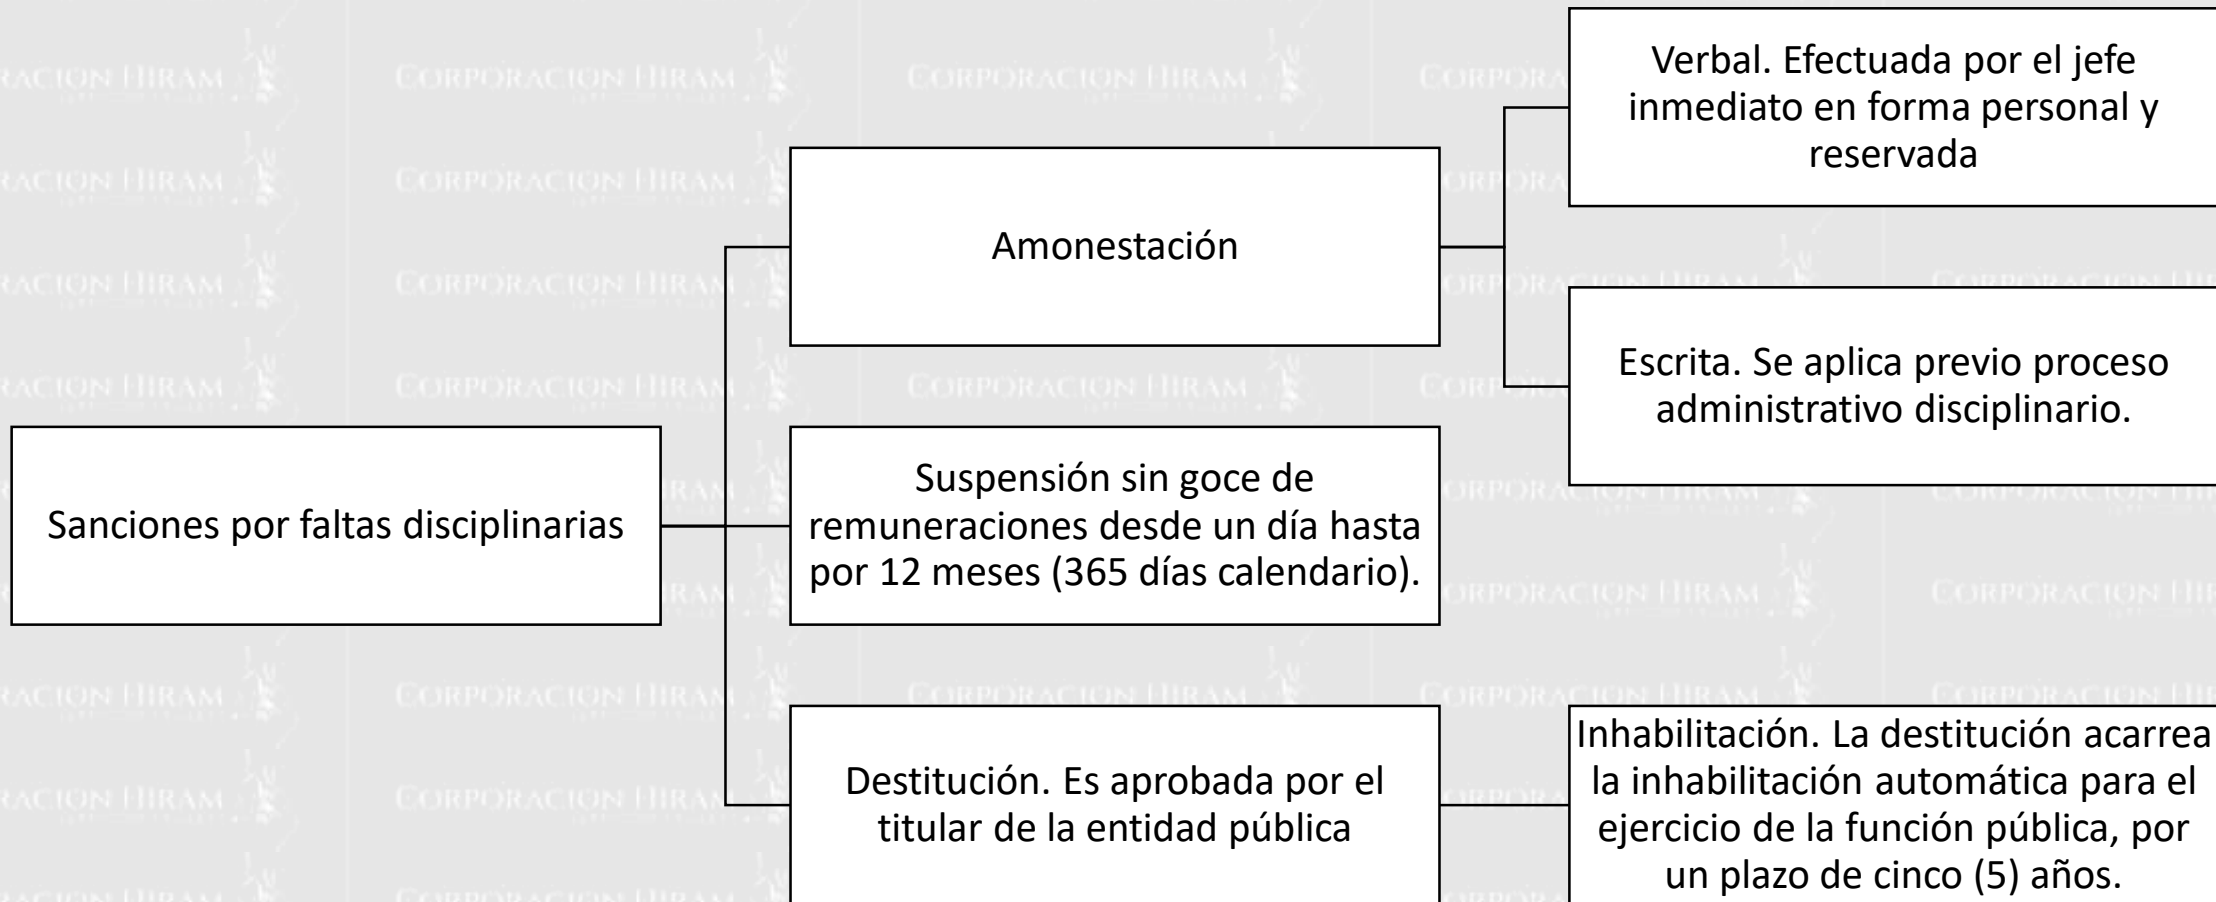 Sanciones por faltas disciplinarias
Amonestación
Verbal. Efectuada por el jefe
inmediato en forma personal y
reservada
Escrita. Se aplica previo proceso
administrativo disciplinario.
Suspensión sin goce de
remuneraciones desde un día hasta
por 12 meses (365 días calendario).
Destitución. Es aprobada por el
titular de la entidad pública
Inhabilitación. La destitución acarrea
la inhabilitación automática para el
ejercicio de la función pública, por
un plazo de cinco (5) años.
CORPORACION HIRAM